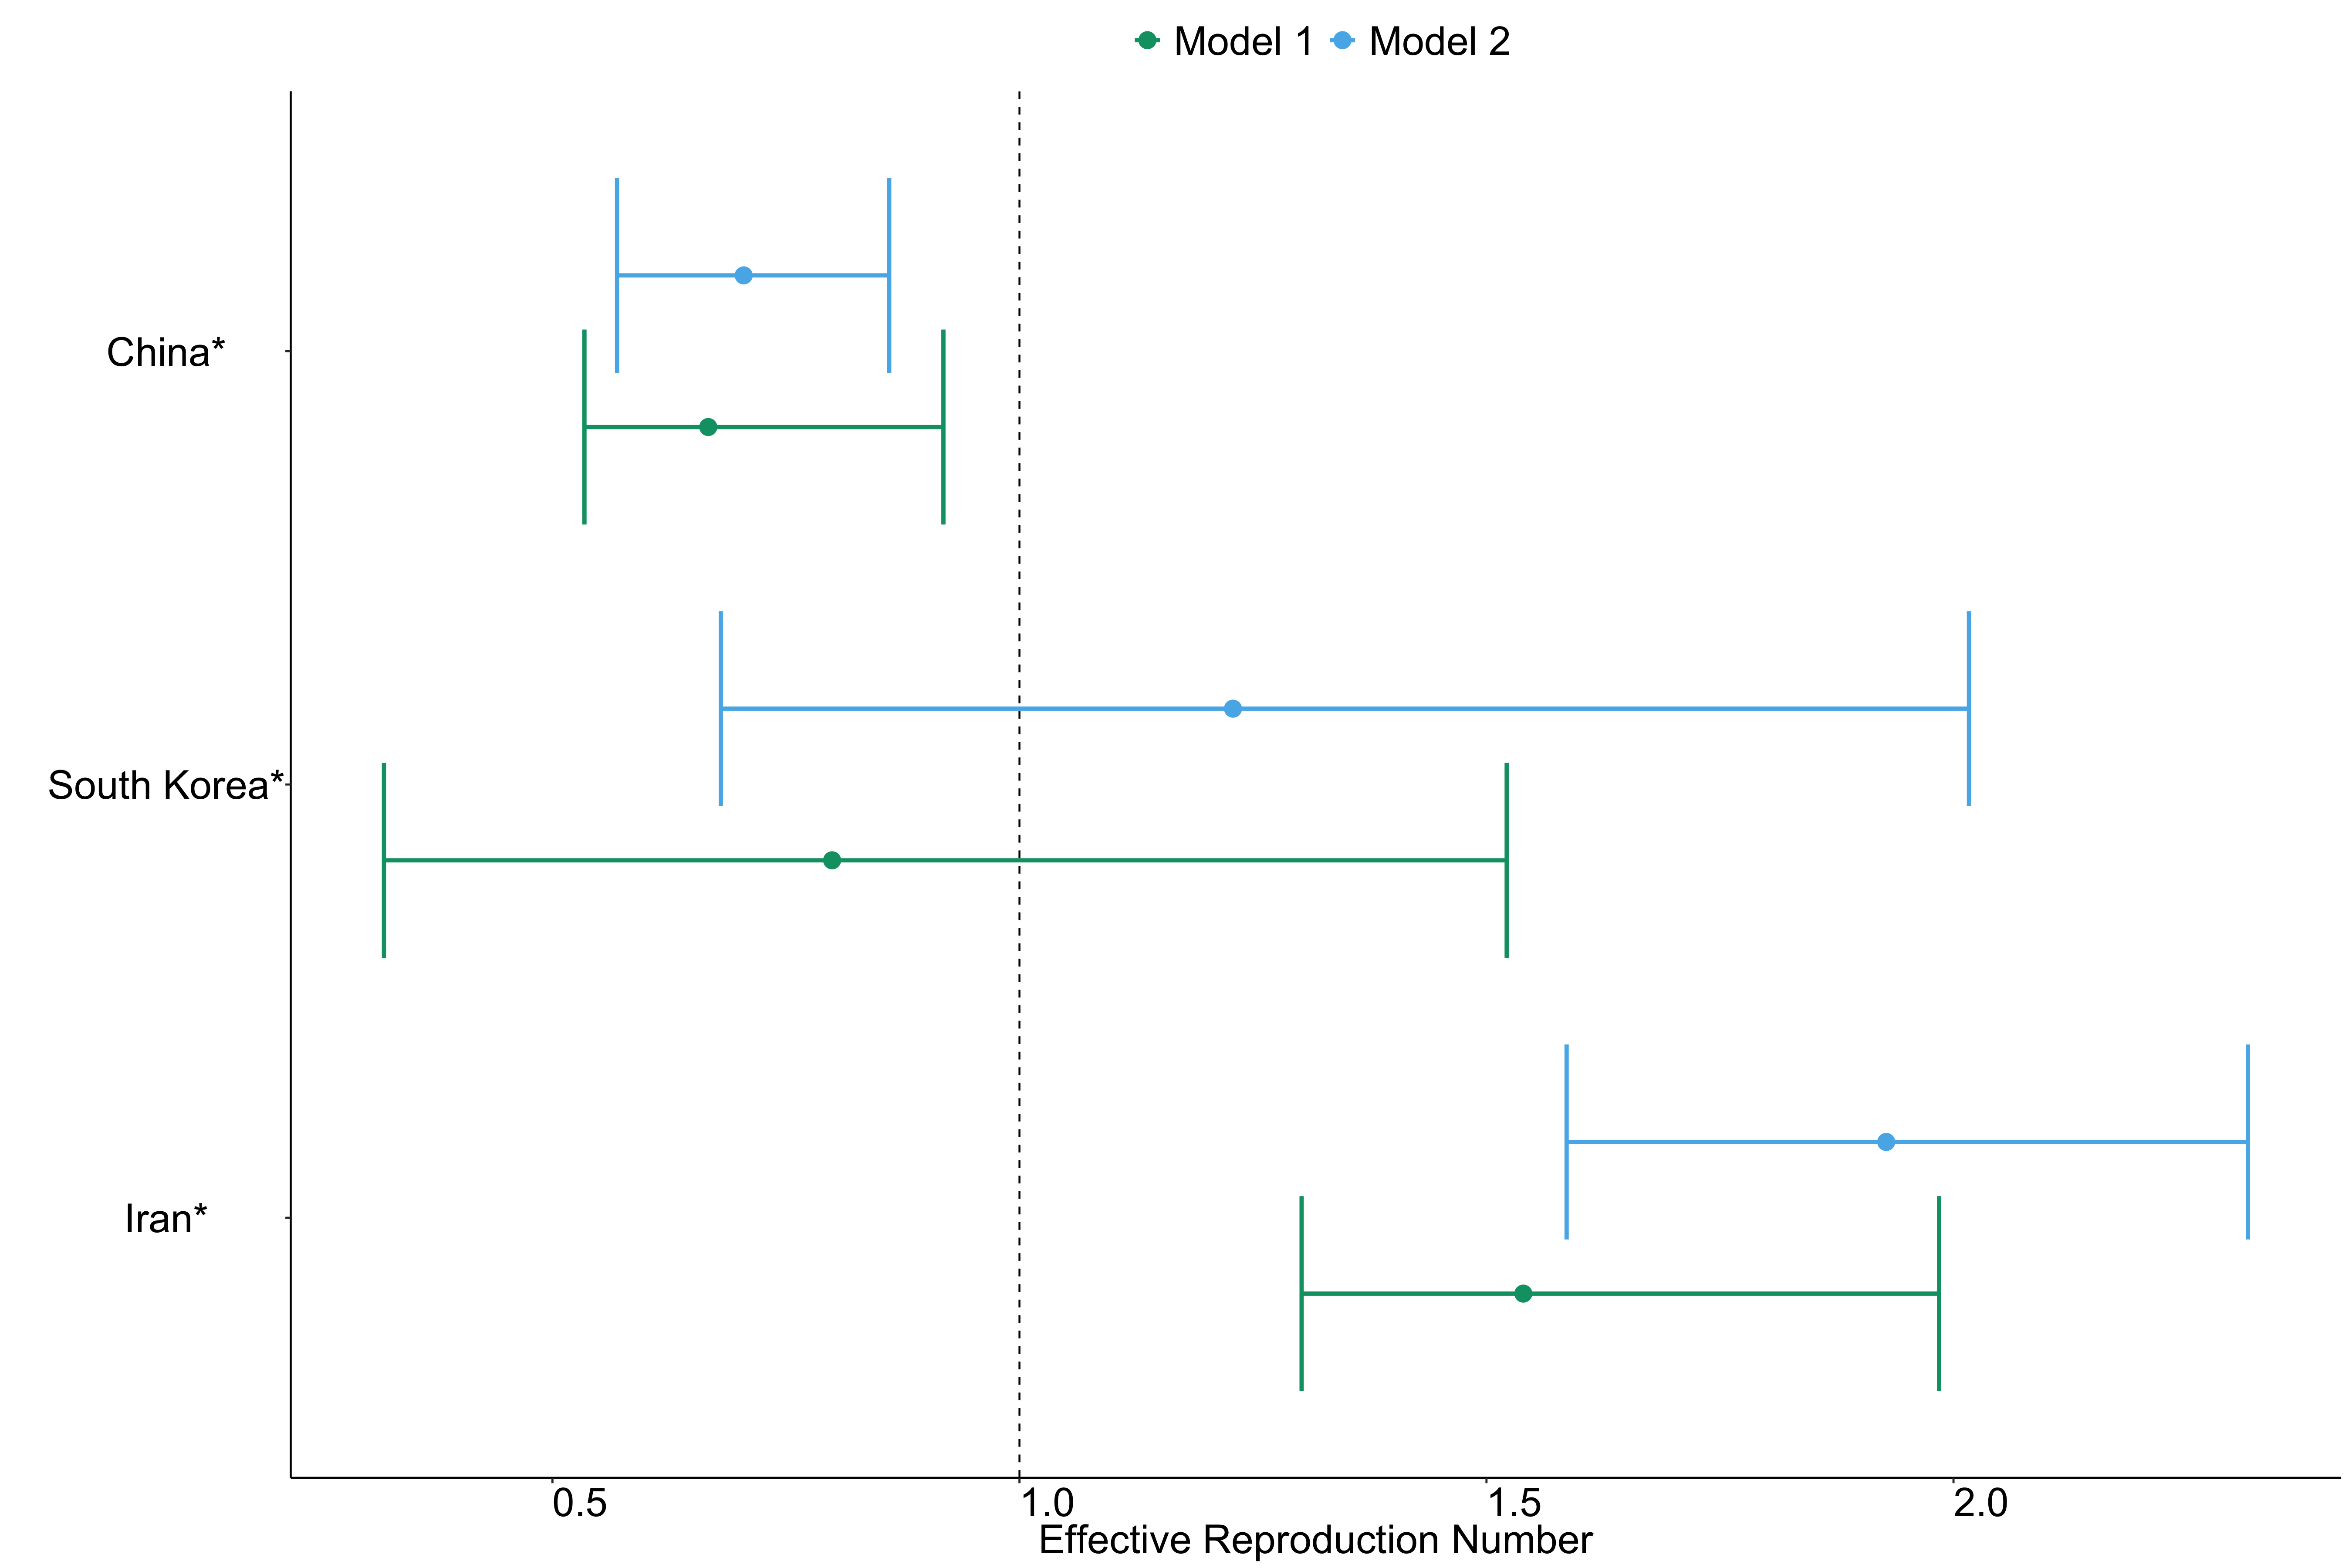 Model 1 Model 2
China*
South Korea*
Iran*
0.5 1.0 1.5 2.0
Effective Reproduction Number